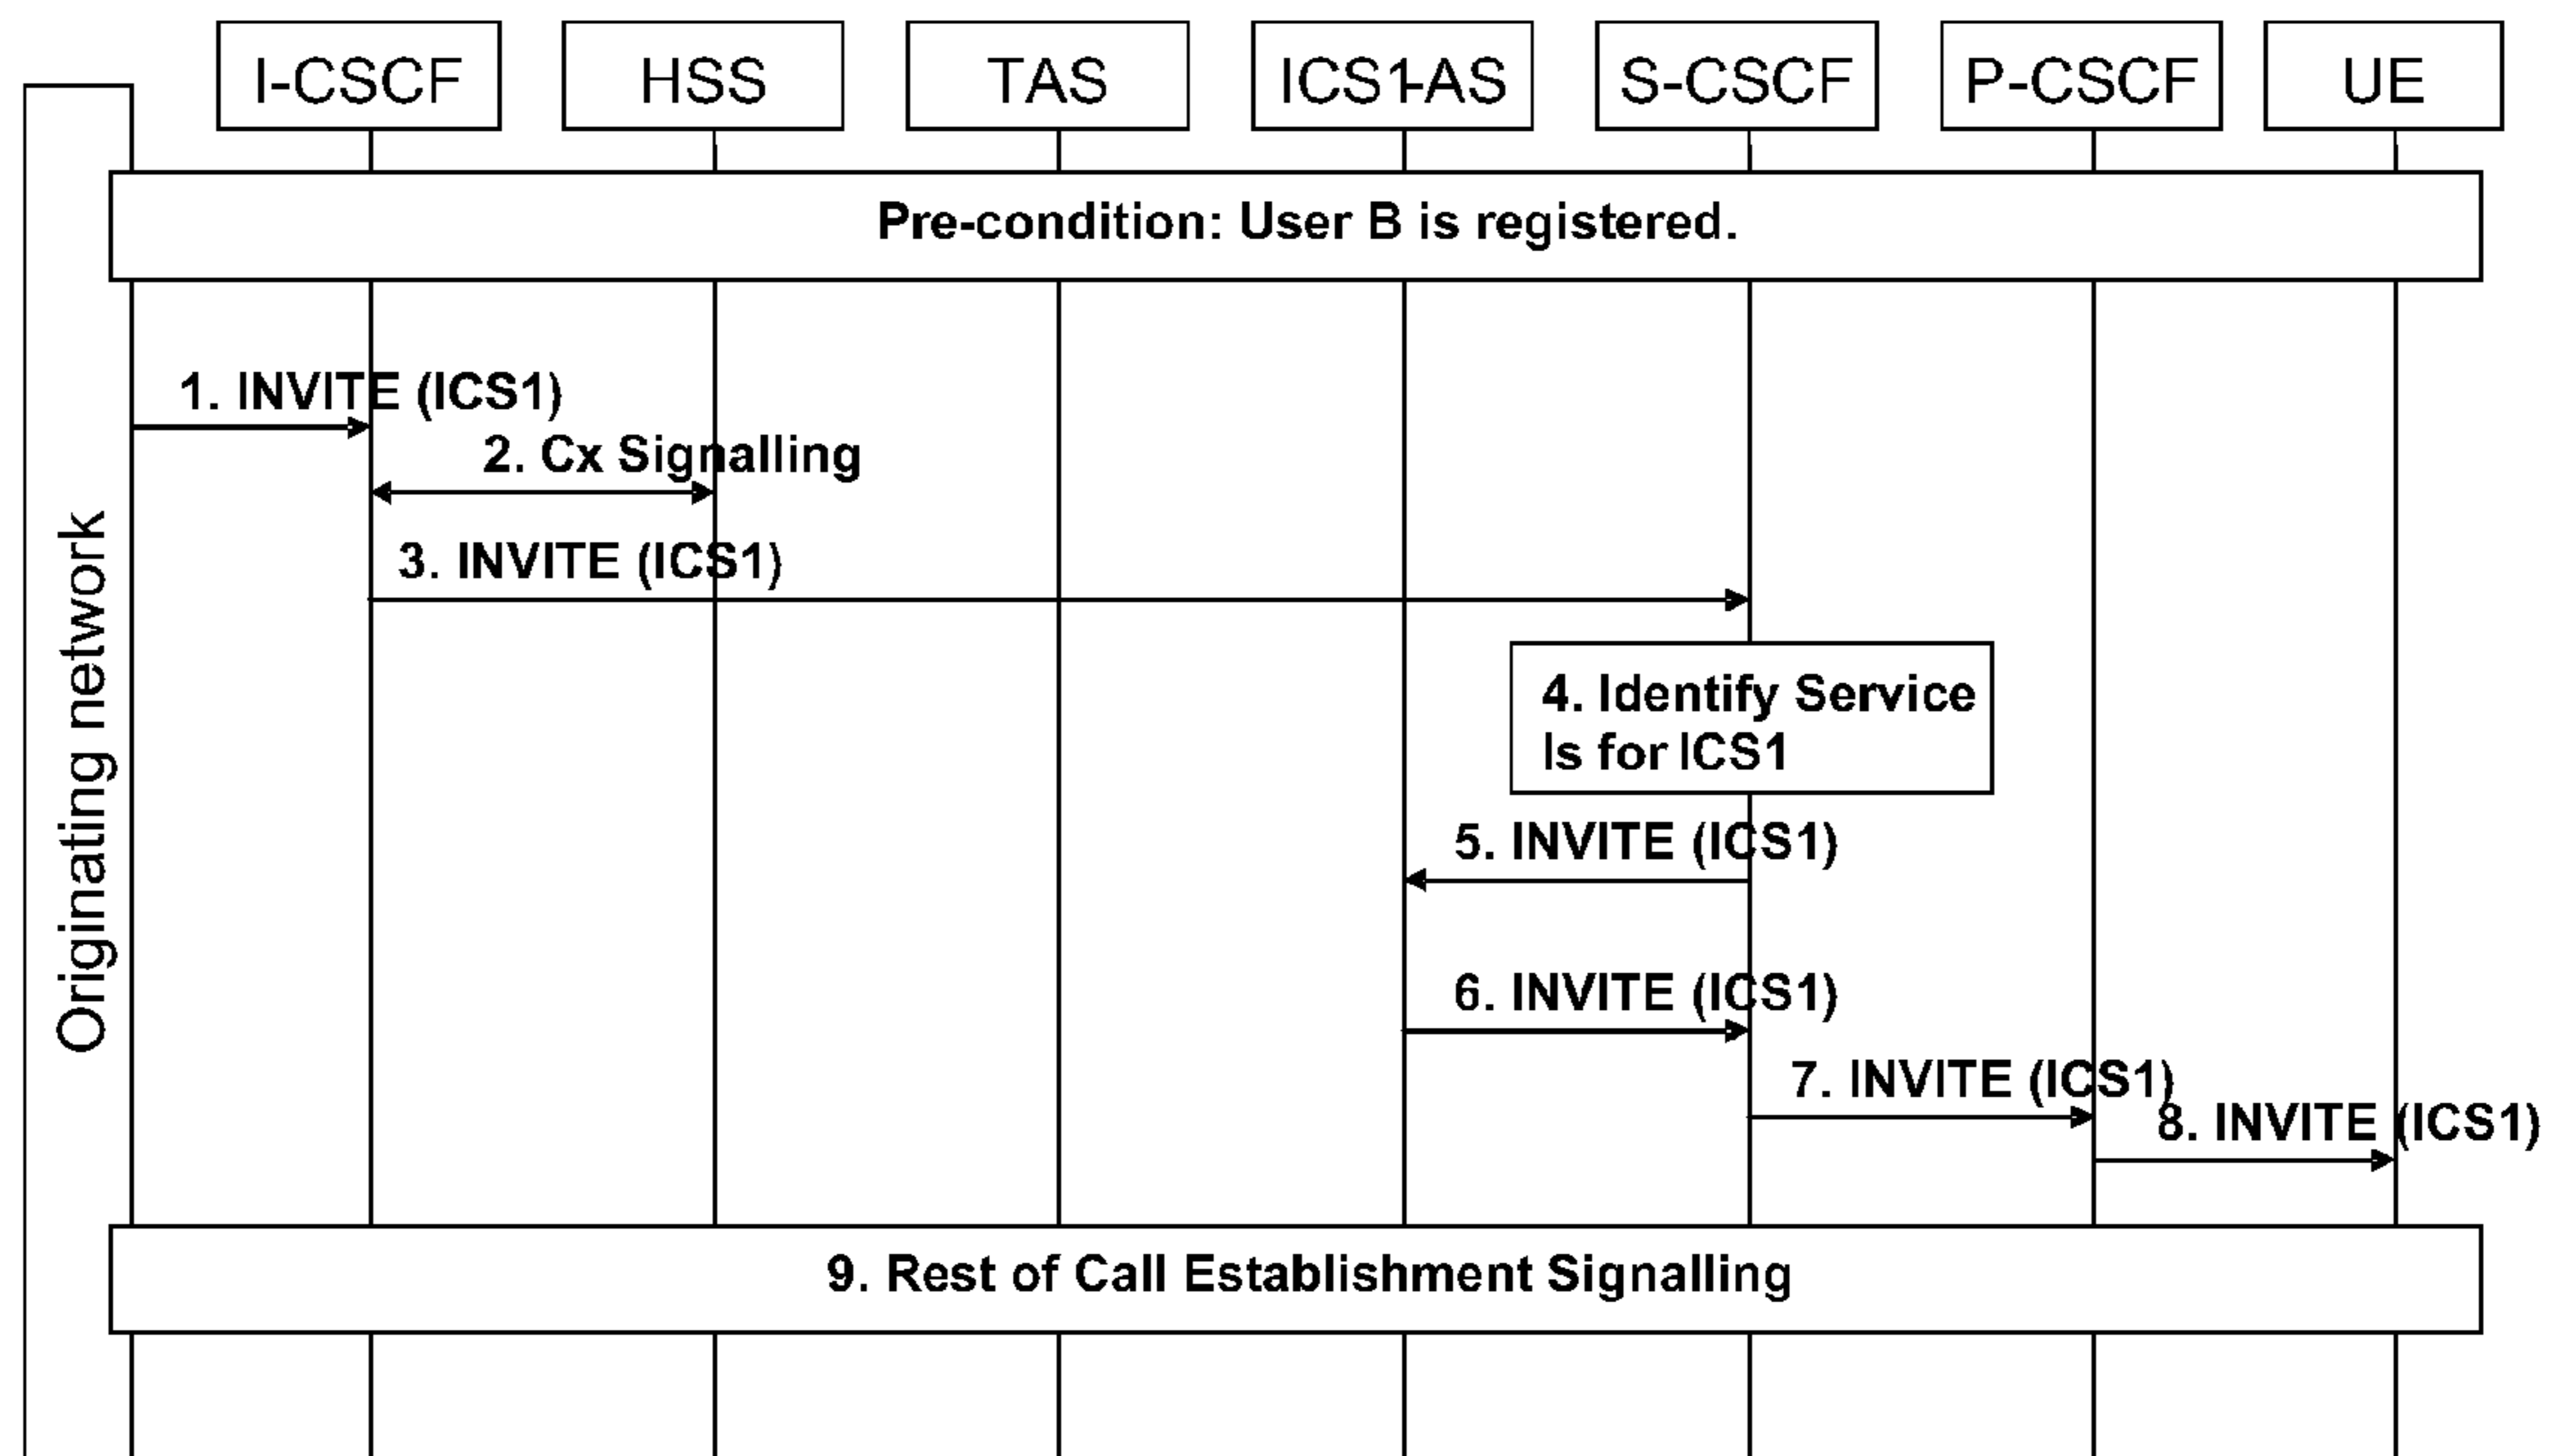 I-CSCF
HSS
TAS
ICS1-AS
S-CSCF
P-CSCF
UE
Originating network
Pre-condition: User B is registered.
1. INVITE (ICS1)
2. Cx Signalling
3. INVITE (ICS1)
4. Identify Service
Is for ICS1
5. INVITE (ICS1)
6. INVITE (ICS1)
7. INVITE (ICS1)
8. INVITE (ICS1)
9. Rest of Call Establishment Signalling